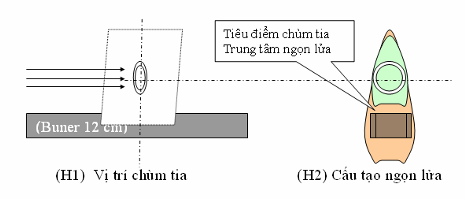 Tiêu điểm chùm tia
Trung tâm ngọn lửa
(Buner 12 cm)
(H1) Vị trí chùm tia
(H2) Cấu tạo ngọn lửa